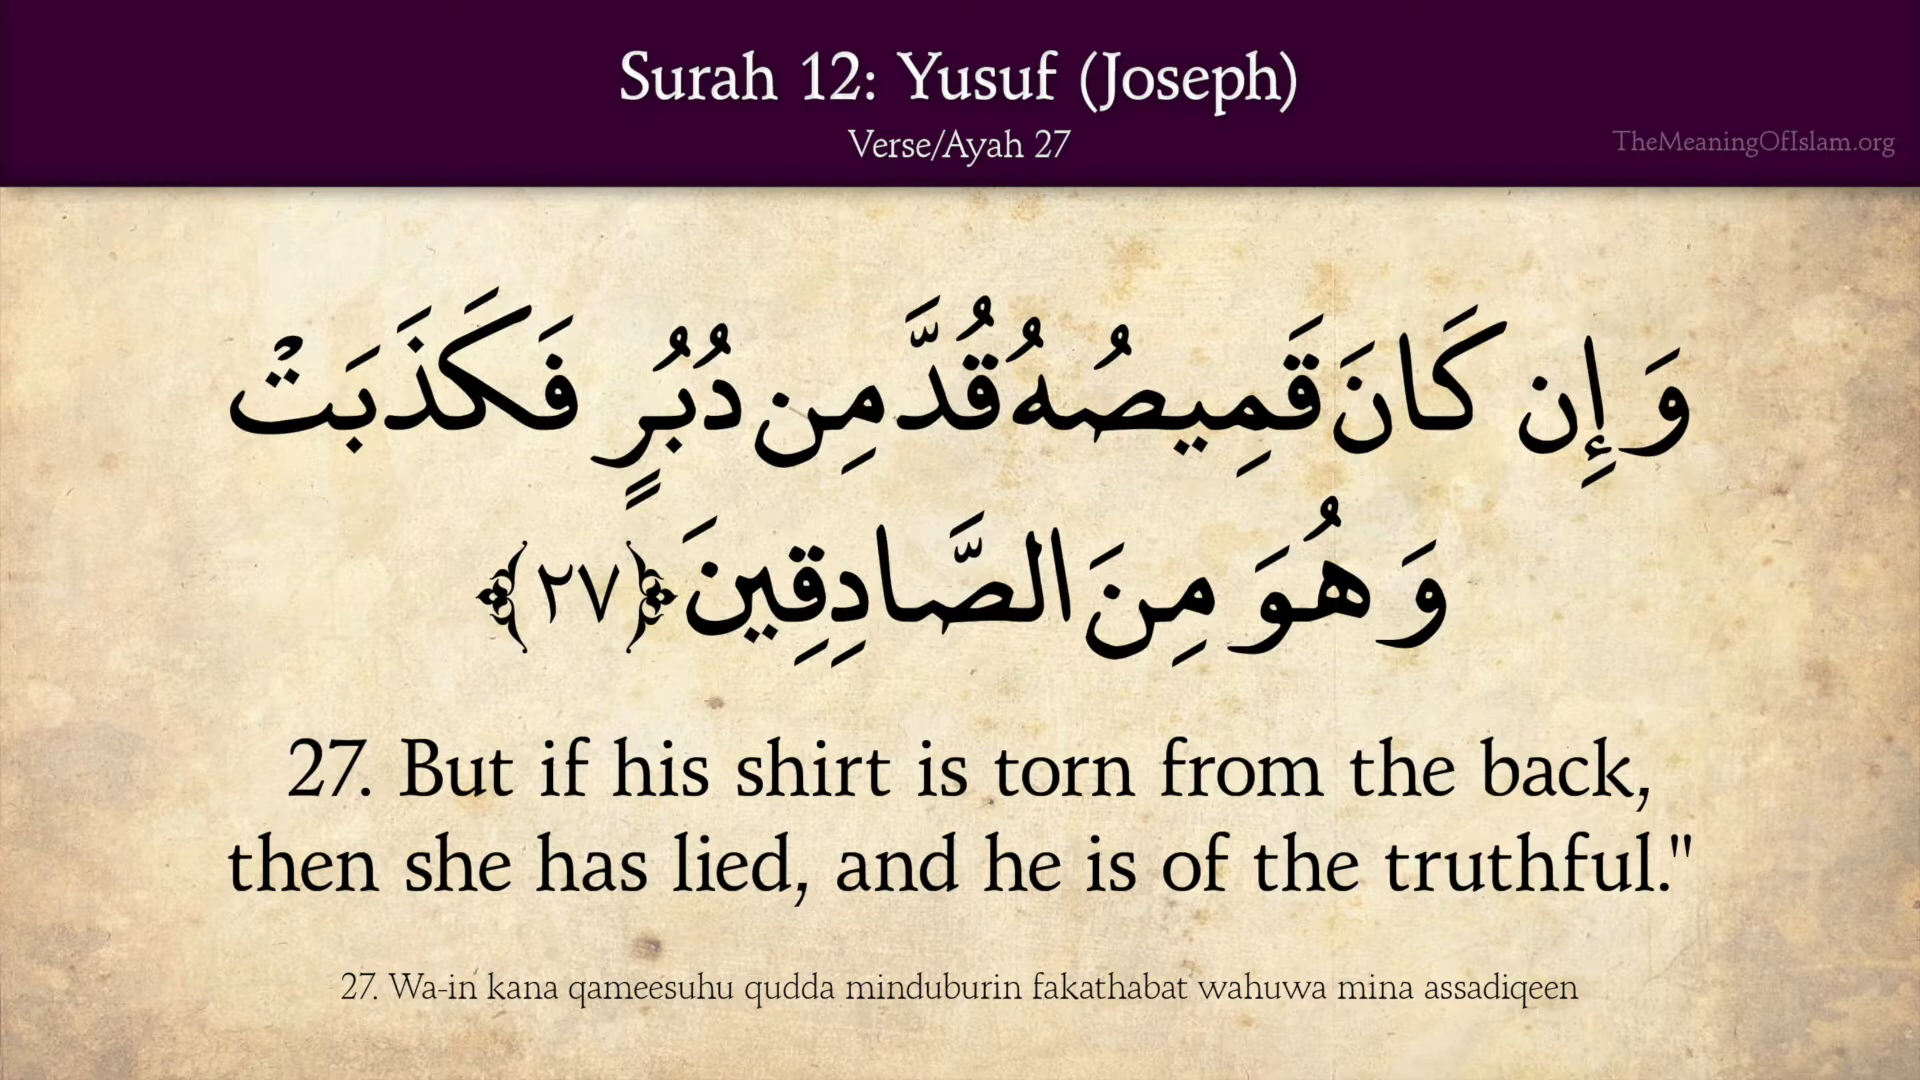 Surah 12: Yusuf (Joseph)
Verse/Ayah 27
TheMeaningOfIslam.org
وَإِن كَانَ قَمِيصُهُ قُدَّ مِن دُبُرٍ فَكَذَبَتْ
وَهُوَ مِنَ الصَّادِقِينَ ﴿٢٧﴾
27. But if his shirt is torn from the back,
then she has lied, and he is of the truthful."
27. Wa-in kana qameesuhu qudda minduburin fakathabat wahuwa mina assadiqeen